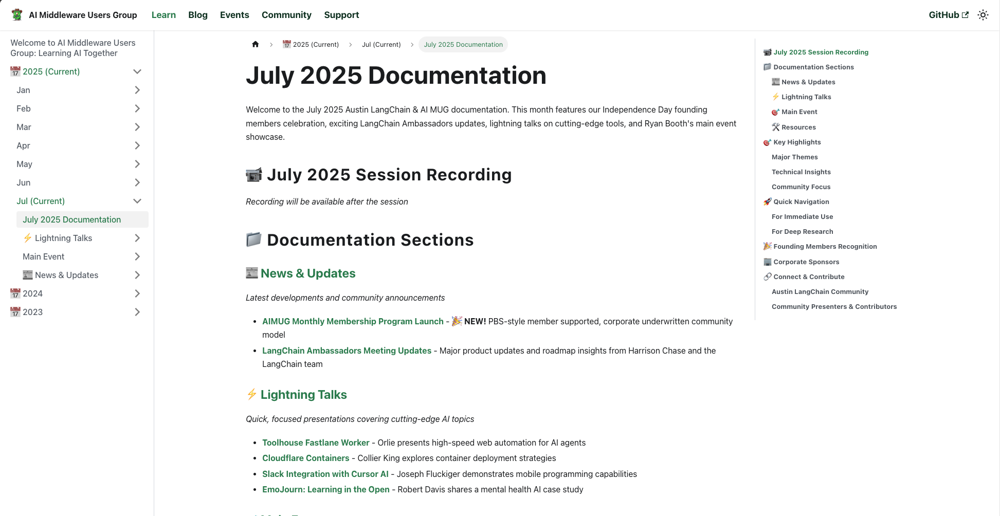 AI Middleware Users Group Learn Blog Events Community Support GitHub
Welcome to AI Middleware Users
Group: Learning AI Together
2025 (Current)
Jan
Feb
Mar
Apr
May
Jun
Jul (Current)
July 2025 Documentation
⚡ Lightning Talks
Main Event
News & Updates
2024
2023
2025 (Current) › Jul (Current) › July 2025 Documentation
July 2025 Documentation
Welcome to the July 2025 Austin LangChain & AI MUG documentation. This month features our Independence Day founding
members celebration, exciting LangChain Ambassadors updates, lightning talks on cutting-edge tools, and Ryan Booth's main event
showcase.
July 2025 Session Recording
Recording will be available after the session
Documentation Sections
News & Updates
Latest developments and community announcements
• AIMUG Monthly Membership Program Launch - 🎉 NEW! PBS-style member supported, corporate underwritten community
model
• LangChain Ambassadors Meeting Updates - Major product updates and roadmap insights from Harrison Chase and the
LangChain team
⚡ Lightning Talks
Quick, focused presentations covering cutting-edge AI topics
• Toolhouse Fastlane Worker - Orlie presents high-speed web automation for AI agents
• Cloudflare Containers - Collier King explores container deployment strategies
• Slack Integration with Cursor AI - Joseph Fluckiger demonstrates mobile programming capabilities
• EmoJourn: Learning in the Open - Robert Davis shares a mental health AI case study
July 2025 Session Recording
Documentation Sections
News & Updates
⚡ Lightning Talks
Main Event
Resources
Key Highlights
Major Themes
Technical Insights
Community Focus
Quick Navigation
For Immediate Use
For Deep Research
Founding Members Recognition
Corporate Sponsors
Connect & Contribute
Austin LangChain Community
Community Presenters & Contributors